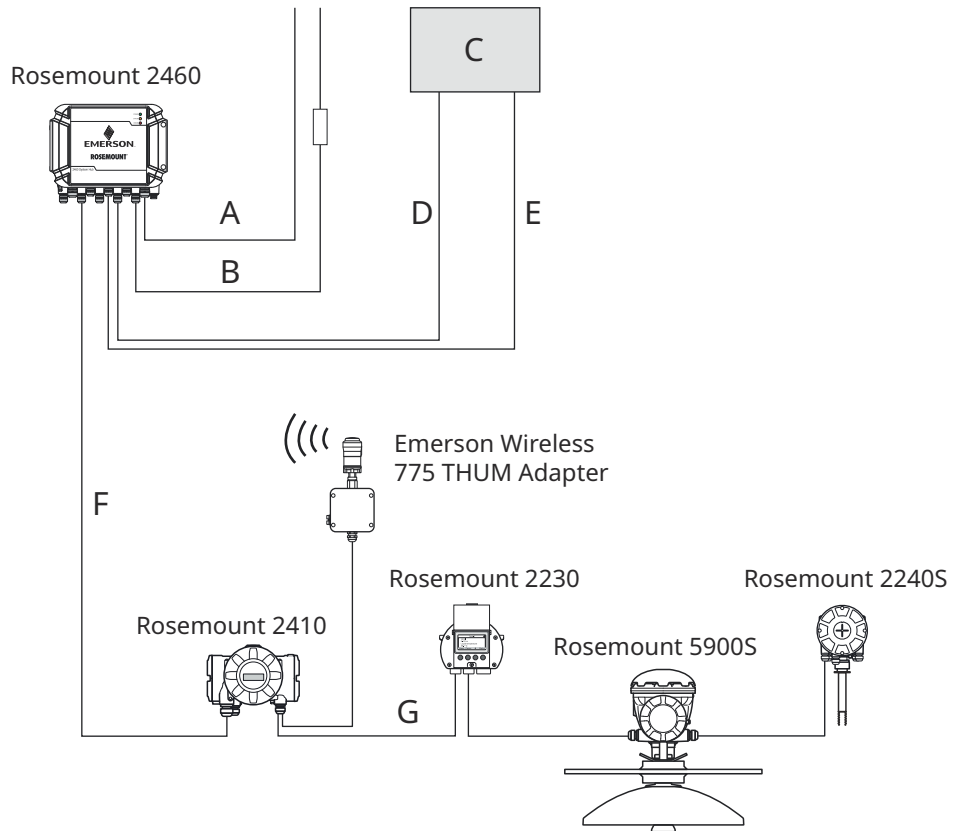 C
Rosemount 2460
EMERSON
ROSEMOUNT
A
D
E
B
Emerson Wireless
775 THUM Adapter
F
Rosemount 2230
Rosemount 2240S
Rosemount 2410
Rosemount 5900S
G